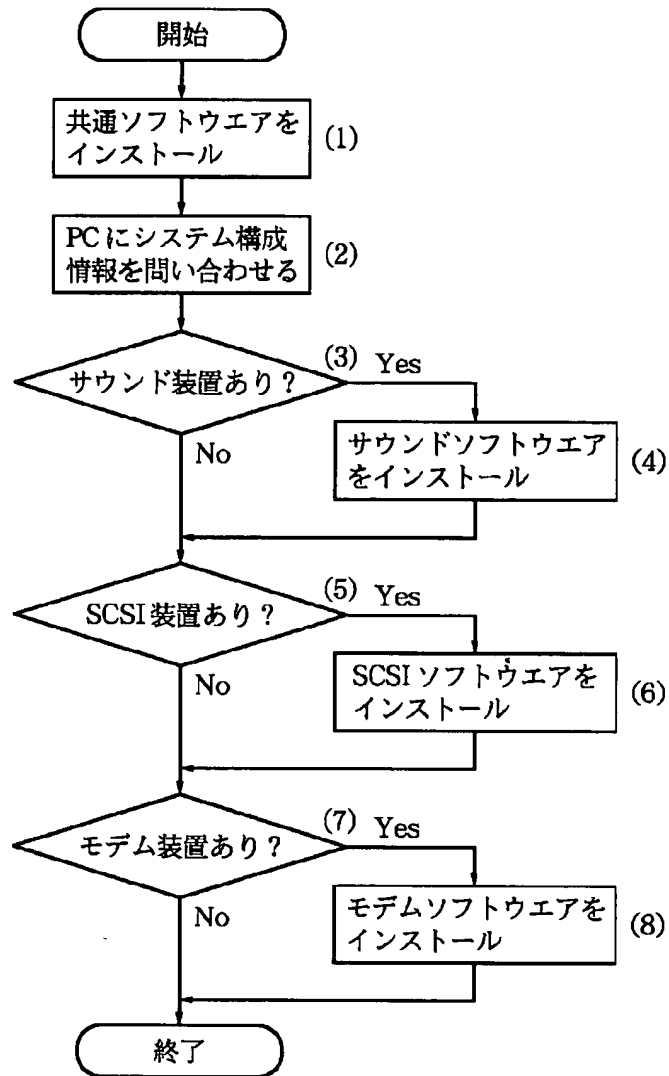 開始
共通ソフトウエアを
インストール
(1)
PCにシステム構成
情報を問い合わせる
(2)
サウンド装置あり?
(3) Yes
No
サウンドソフトウエア
をインストール
(4)
SCSI装置あり?
(5) Yes
No
SCSIソフトウエアを
インストール
(6)
モデム装置あり?
(7) Yes
No
モデムソフトウエアを
インストール
(8)
終了